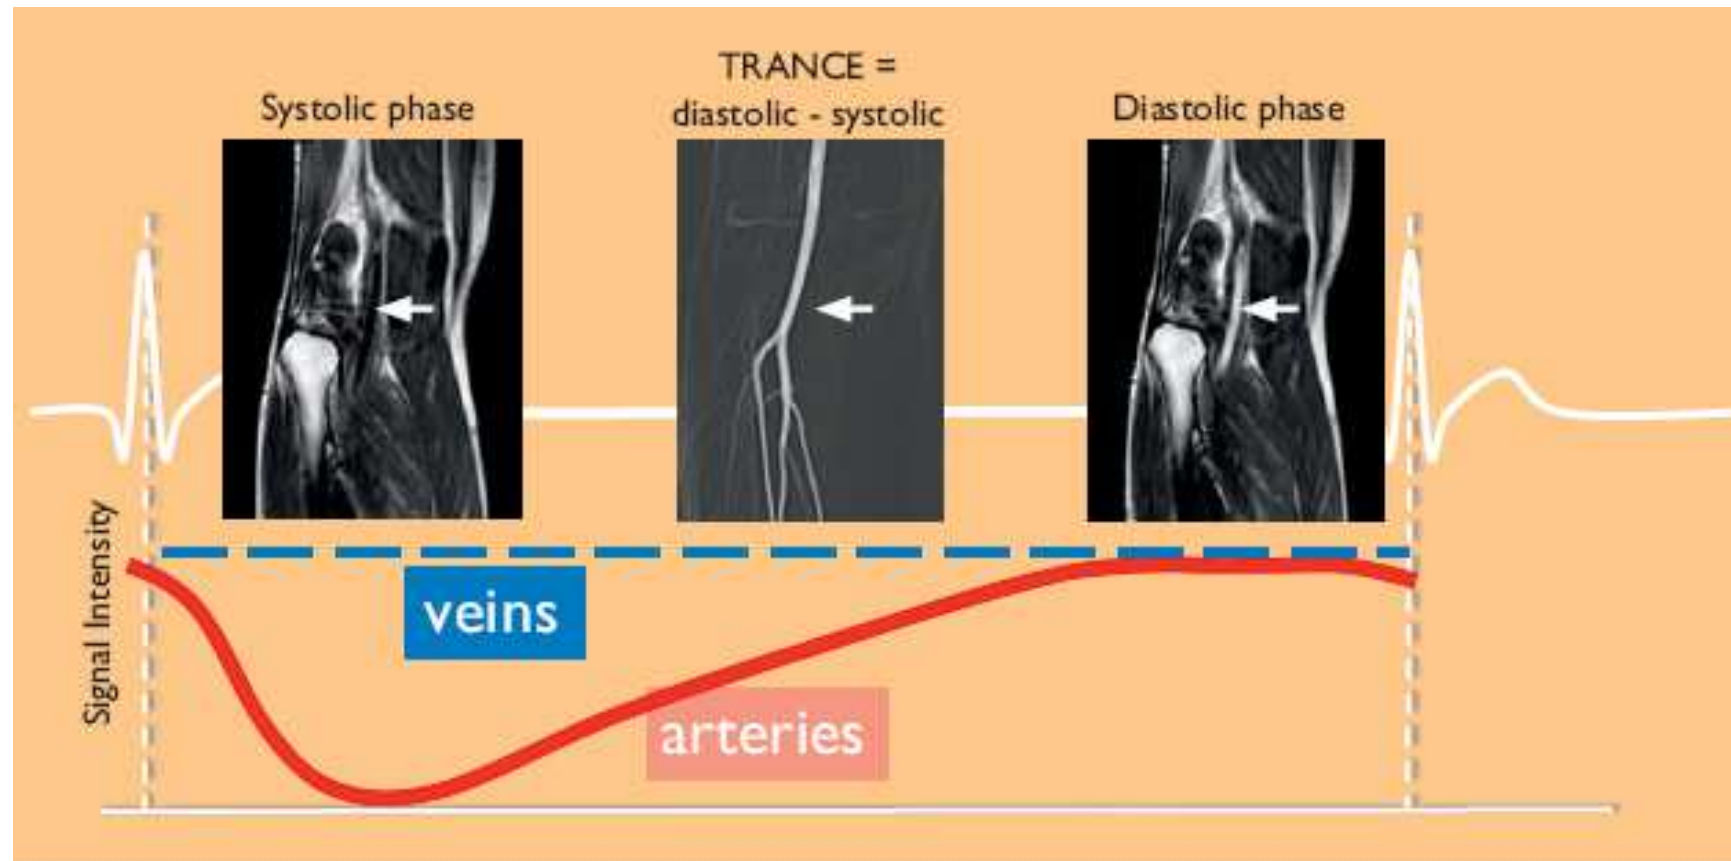 TRANCE =
diastolic - systolic
Systolic phase
Diastolic phase
Signal Intensity
veins
arteries